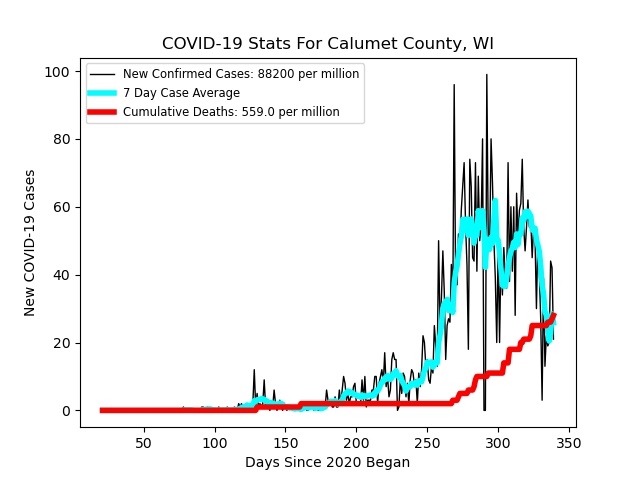 COVID-19 Stats For Calumet County, WI
New Confirmed Cases: 88200 per million
7 Day Case Average
Cumulative Deaths: 559.0 per million
New COVID-19 Cases
100
80
60
40
20
0
50 100 150 200 250 300 350
Days Since 2020 Began